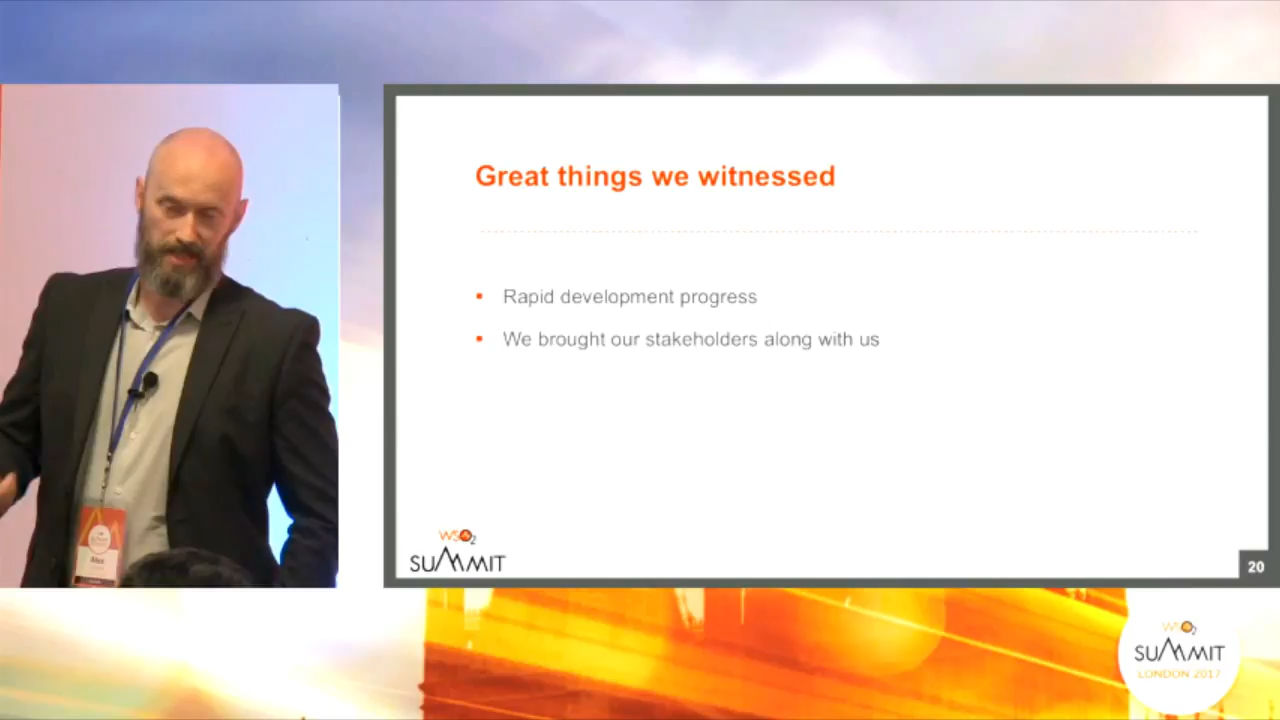 Great things we witnessed
Rapid development progress
We brought our stakeholders along with us
WSO2
SUMMIT
20
Alex
WSO2
SUMMIT
LONDON 2017